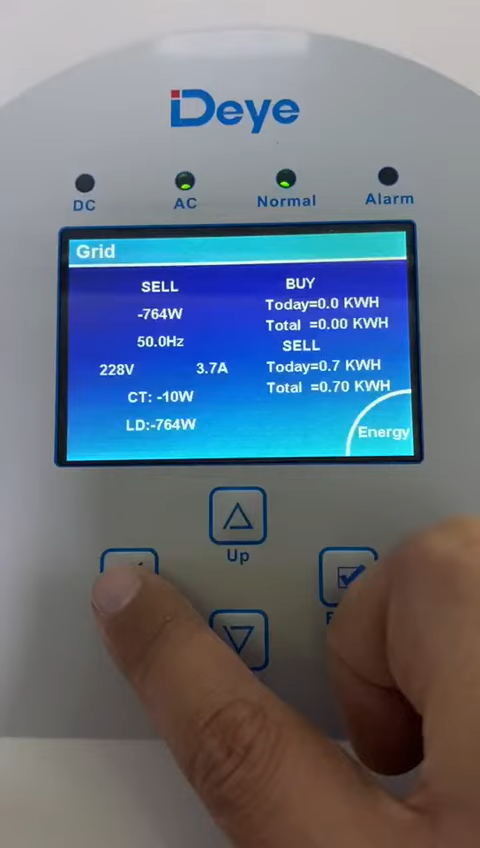 Deye
DC
AC
Normal
Alarm
Grid
SELL
-764W
50.0Hz
228V 3.7A
CT: -10W
LD:-764W
BUY
Today=0.0 KWH
Total =0.00 KWH
SELL
Today=0.7 KWH
Total =0.70 KWH
Energy
Up